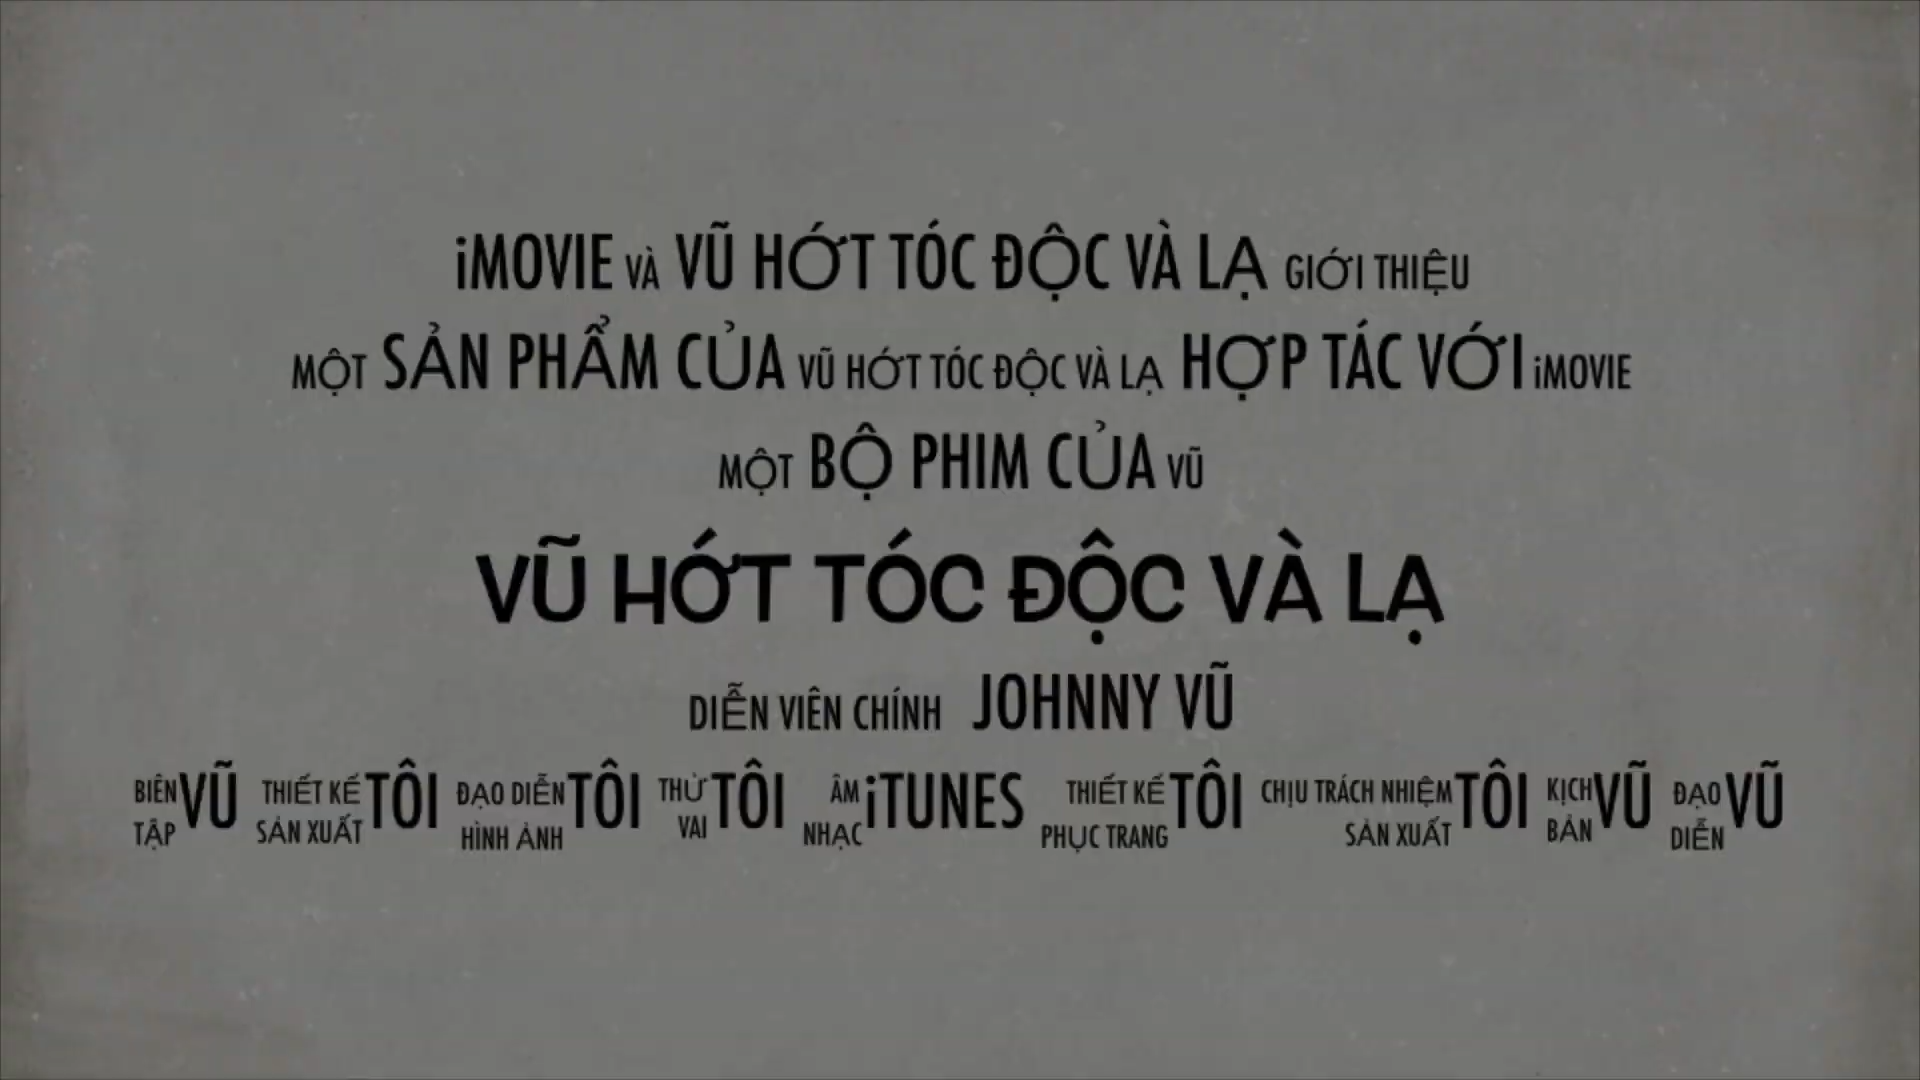 iMOVIE VÀ VŨ HỚT TÓC ĐỘC VÀ LẠ GIỚI THIỆU
MỘT SẢN PHẨM CỦA VŨ HỚT TÓC ĐỘC VÀ LẠ HỢP TÁC VỚI iMOVIE
MỘT BỘ PHIM CỦA VŨ
VŨ HỚT TÓC ĐỘC VÀ LẠ
DIỄN VIÊN CHÍNH JOHNNY VŨ
BIÊN TẬP VŨ THIẾT KẾ SẢN XUẤT TÔI ĐẠO DIỄN HÌNH ẢNH TÔI THỬ VAI TÔI ÂM NHẠC iTUNES THIẾT KẾ PHỤC TRANG TÔI CHỊU TRÁCH NHIỆM SẢN XUẤT TÔI KỊCH BẢN VŨ ĐẠO DIỄN VŨ